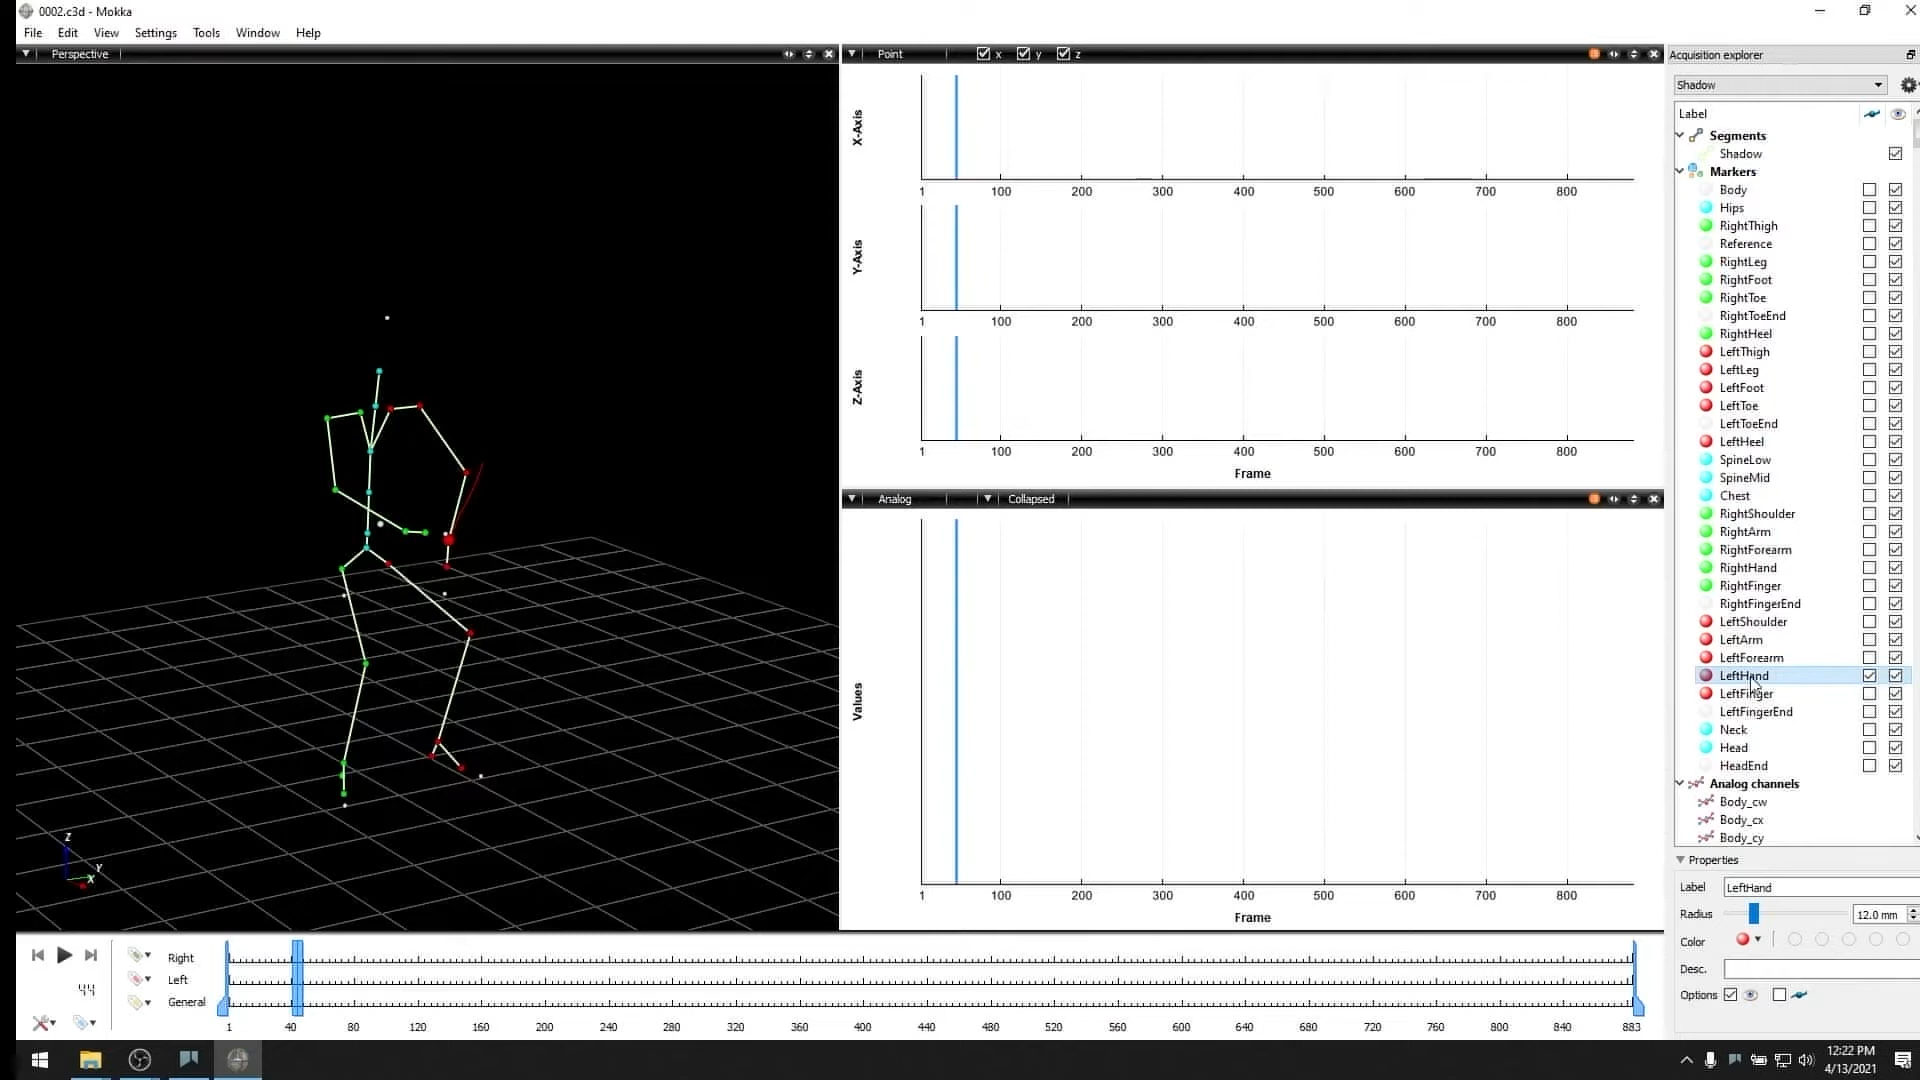 0002.c3d - Mokka
File Edit View Settings Tools Window Help
Perspective
Z
Y
X
Point x y z
X-Axis
1 100 200 300 400 500 600 700 800
Y-Axis
1 100 200 300 400 500 600 700 800
Z-Axis
1 100 200 300 400 500 600 700 800
Frame
Analog Collapsed
Values
1 100 200 300 400 500 600 700 800
Frame
Acquisition explorer
Shadow
Label
Segments
Shadow
Markers
Body
Hips
RightThigh
Reference
RightLeg
RightFoot
RightToe
RightToeEnd
RightHeel
LeftThigh
LeftLeg
LeftFoot
LeftToe
LeftToeEnd
LeftHeel
SpineLow
SpineMid
Chest
RightShoulder
RightArm
RightForearm
RightHand
RightFinger
RightFingerEnd
LeftShoulder
LeftArm
LeftForearm
LeftHand
LeftFinger
LeftFingerEnd
Neck
Head
HeadEnd
Analog channels
Body_cw
Body_cx
Body_cy
Properties
Label LeftHand
Radius 12.0 mm
Color
Desc.
Options
44
Right
Left
General
1 40 80 120 160 200 240 280 320 360 400 440 480 520 560 600 640 680 720 760 800 840 883
12:22 PM
4/13/2021